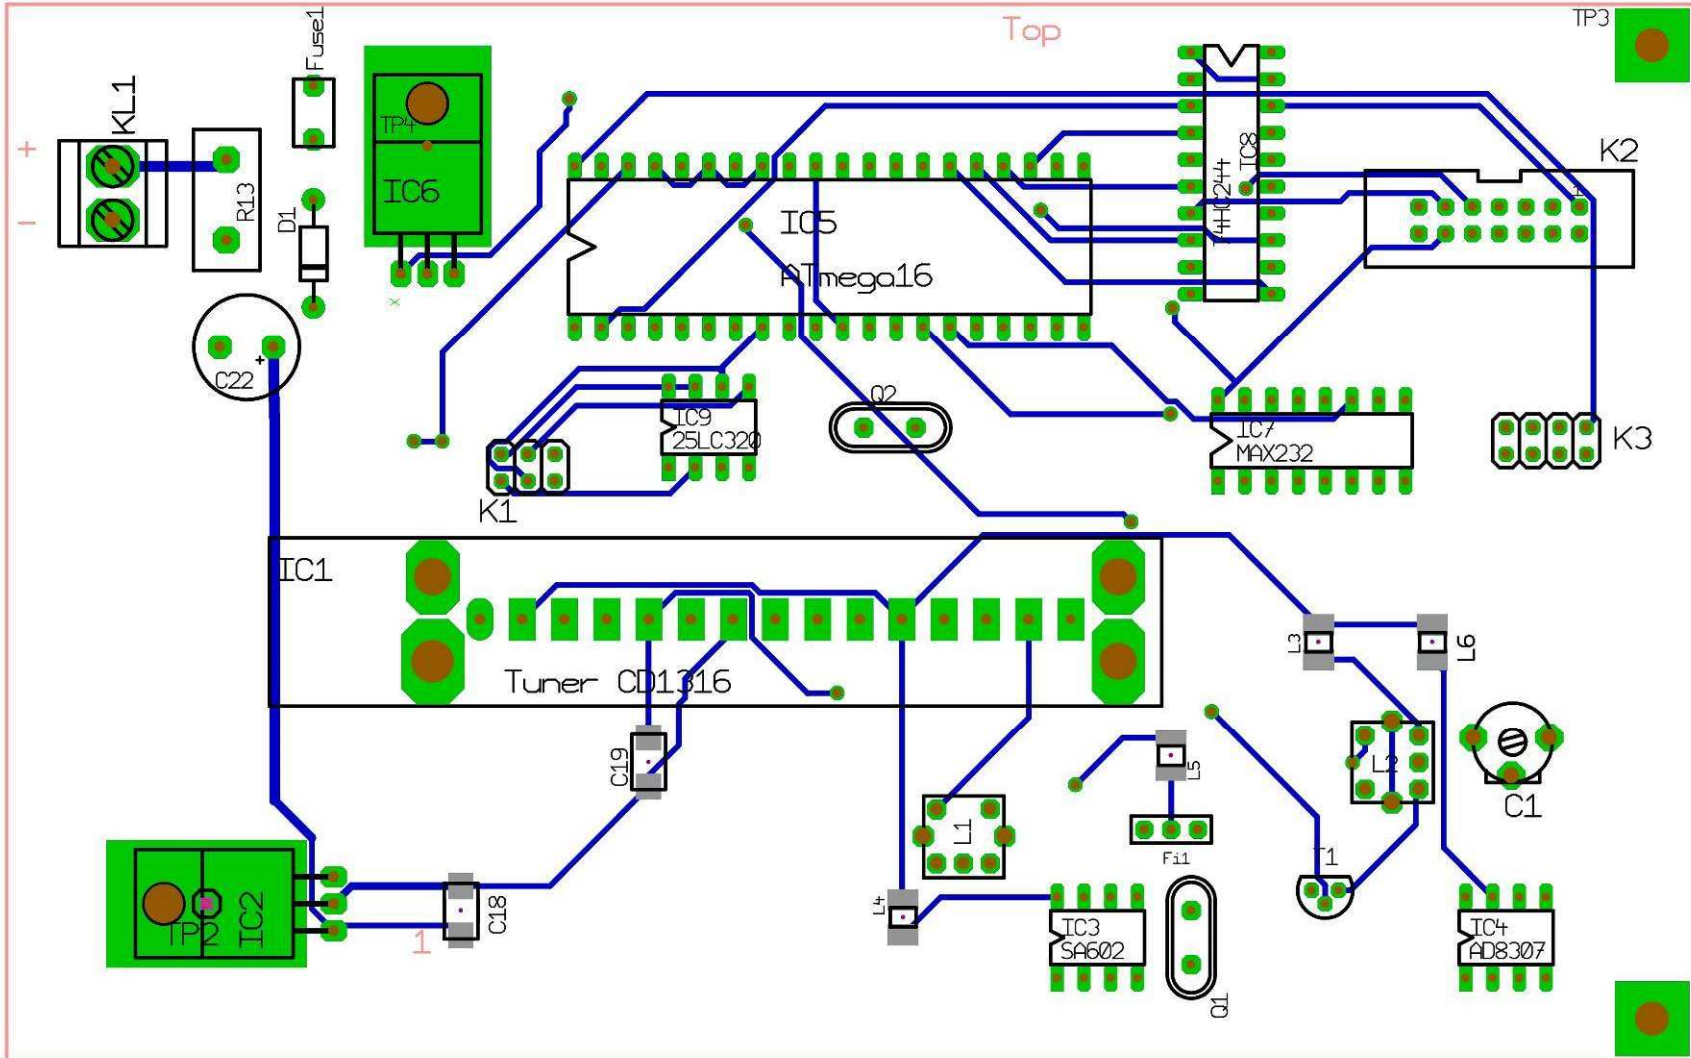 Top
TP3
Fuse1
KL1
+
−
R13
D1
TP4
IC6
x
IC5
ATmega16
IC8
74HC244
K2
1
C22
+
IC9
25LC320
K1
Q2
IC7
MAX232
K3
IC1
Tuner CD1316
C19
L3
L6
L5
L2
C1
L1
Fi1
T1
IC2
TP2
1
C18
L4
IC3
SA602
Q1
IC4
AD8307